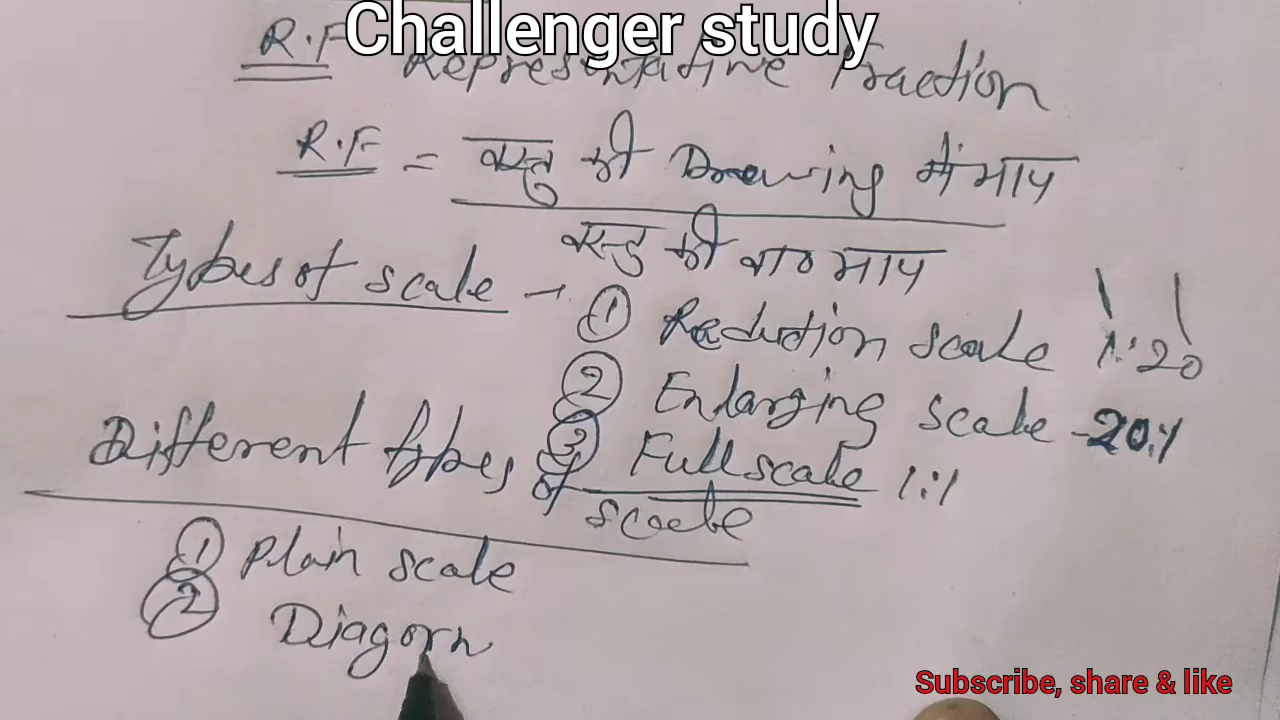 Challenger study
R.F Representative Fraction
R.F = वस्तु की Drawing में माप
वस्तु की वा० माप
Types of scale →
① Reduction scale 1:20
② Enlarging scale - 20:1
③ Full scale 1:1
Different types of scale
① Plain scale
② Diagorn
Subscribe, share & like